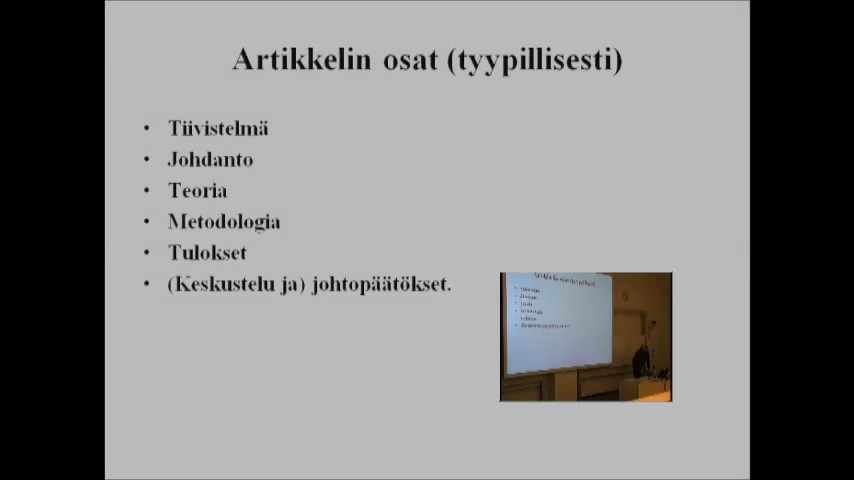 Artikkelin osat (tyypillisesti)
• Tiivistelmä
• Johdanto
• Teoria
• Metodologia
• Tulokset
• (Keskustelu ja) johtopäätökset.